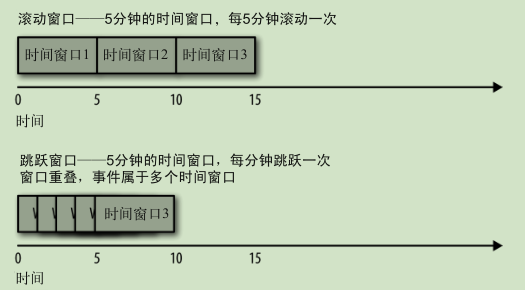 滚动窗口——5分钟的时间窗口，每5分钟滚动一次
时间窗口1 时间窗口2 时间窗口3
0 5 10 15
时间
跳跃窗口——5分钟的时间窗口，每分钟跳跃一次
窗口重叠，事件属于多个时间窗口
时间窗口3
0 5 10 15
时间